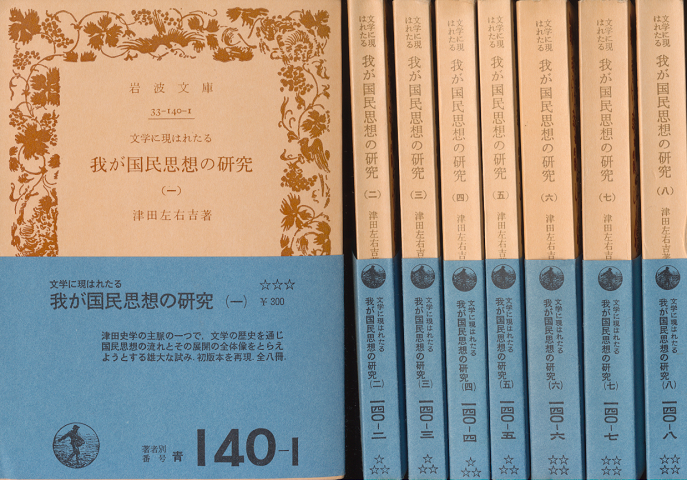 岩波文庫
33-140-1
文学に現はれたる
我が国民思想の研究
(一)
津田左右吉著
文学に現はれたる
我が国民思想の研究 (一)
☆☆☆
¥300
津田史学の主脈の一つで、文学の歴史を通じ
国民思想の流れとその展開の全体像をとらえ
ようとする雄大な試み、初版本を再現.全八冊.
著者別
番号 青 140-1
文学に現
はれたる 我が国民思想の研究 (二) 津田左右吉
文学に現はれたる
我が国民思想の研究(二) 一四〇-二
☆☆☆
文学に現
はれたる 我が国民思想の研究 (三) 津田左右吉
文学に現はれたる
我が国民思想の研究(三) 一四〇-三
☆☆☆
文学に現
はれたる 我が国民思想の研究 (四) 津田左右吉
文学に現はれたる
我が国民思想の研究(四) 一四〇-四
☆☆☆
文学に現
はれたる 我が国民思想の研究 (五) 津田左右吉
文学に現はれたる
我が国民思想の研究(五) 一四〇-五
☆☆☆
文学に現
はれたる 我が国民思想の研究 (六) 津田左右吉
文学に現はれたる
我が国民思想の研究(六) 一四〇-六
☆☆☆
文学に現
はれたる 我が国民思想の研究 (七) 津田左右吉
文学に現はれたる
我が国民思想の研究(七) 一四〇-七
☆☆☆
文学に現
はれたる 我が国民思想の研究 (八) 津田左右吉著
文学に現はれたる
我が国民思想の研究(八) 一四〇-八
☆☆☆